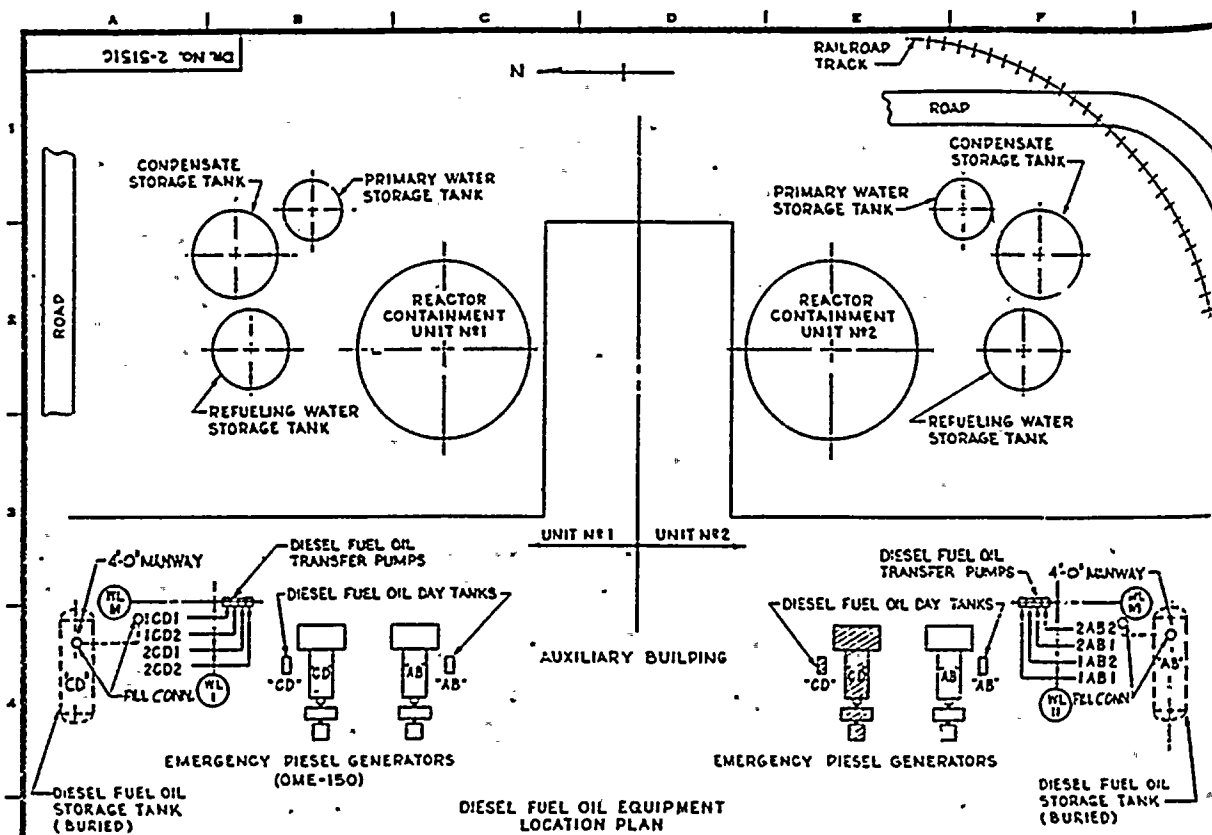 A B C D E F
DR. No. 2-5151C
N
RAILROAD
TRACK
ROAD
1
CONDENSATE
STORAGE TANK
PRIMARY WATER
STORAGE TANK
CONDENSATE
STORAGE TANK
PRIMARY WATER
STORAGE TANK
ROAD
2
REACTOR
CONTAINMENT
UNIT Nº1
REACTOR
CONTAINMENT
UNIT Nº2
REFUELING WATER
STORAGE TANK
REFUELING WATER
STORAGE TANK
3
UNIT Nº1 UNIT Nº2
4'-0" MANWAY
DIESEL FUEL OIL
TRANSFER PUMPS
DIESEL FUEL OIL
TRANSFER PUMPS
4'-0" MANWAY
WL
M
DIESEL FUEL OIL DAY TANKS
DIESEL FUEL OIL DAY TANKS
WL
M
1CD1
1CD2
2CD1
2CD2
2AB2
2AB1
1AB2
1AB1
"CD"
FILL CONN.
WL
I
"CD"
"CD"
"AB"
"AB"
AUXILIARY BUILDING
"CD"
"CD"
"AB"
"AB"
WL
II
FILL CONN.
"AB"
4
EMERGENCY DIESEL GENERATORS
(OME-150)
EMERGENCY DIESEL GENERATORS
DIESEL FUEL OIL
STORAGE TANK
(BURIED)
DIESEL FUEL OIL EQUIPMENT
LOCATION PLAN
DIESEL FUEL OIL
STORAGE TANK
(BURIED)